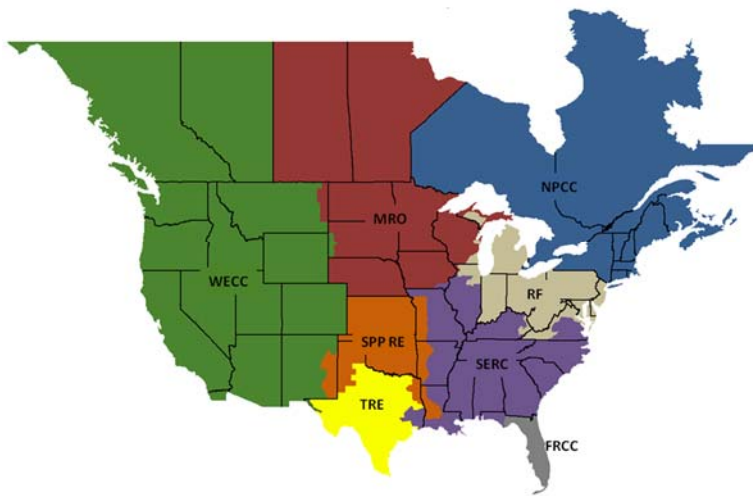 NPCC
MRO
WECC
RF
SPP RE
SERC
TRE
FRCC